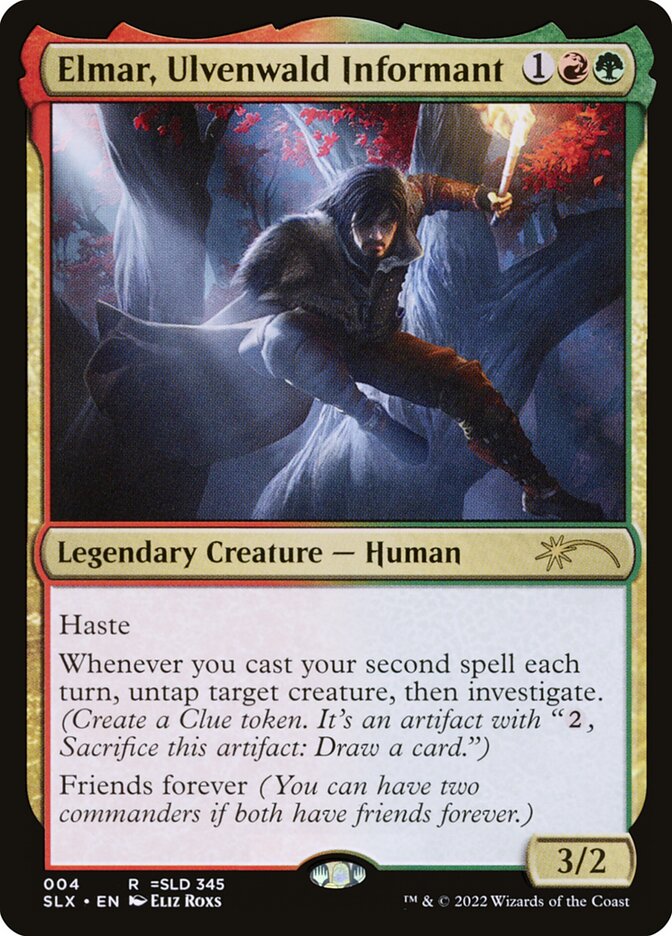 Elmar, Ulvenwald Informant 1
Legendary Creature — Human
Haste
Whenever you cast your second spell each
turn, untap target creature, then investigate.
(Create a Clue token. It's an artifact with “2,
Sacrifice this artifact: Draw a card.”)
Friends forever (You can have two
commanders if both have friends forever.)
3/2
004 R =SLD 345
SLX • EN Eliz Roxs
™ & © 2022 Wizards of the Coast